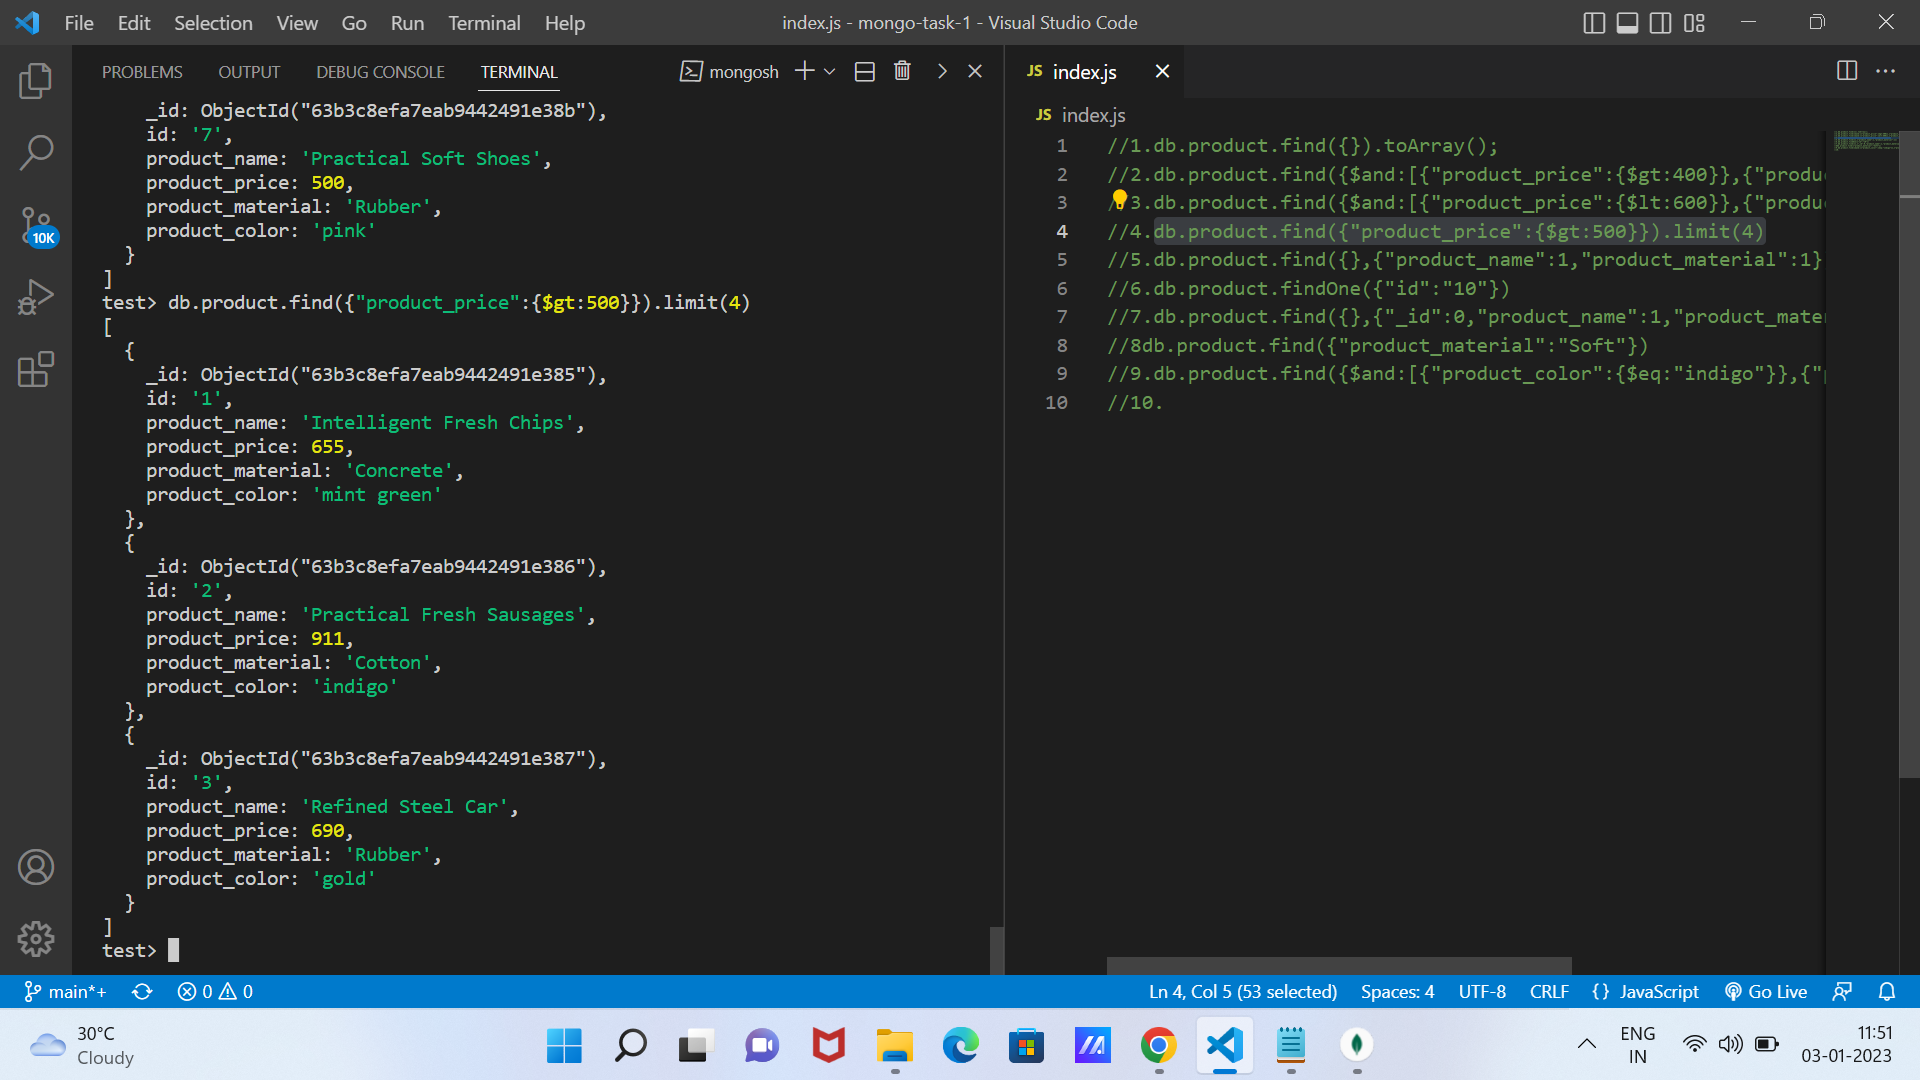 File Edit Selection View Go Run Terminal Help
index.js - mongo-task-1 - Visual Studio Code
PROBLEMS OUTPUT DEBUG CONSOLE TERMINAL
mongosh
_id: ObjectId("63b3c8efa7eab9442491e38b"),
id: '7',
product_name: 'Practical Soft Shoes',
product_price: 500,
product_material: 'Rubber',
product_color: 'pink'
}
]
test> db.product.find({"product_price":{$gt:500}}).limit(4)
[
{
_id: ObjectId("63b3c8efa7eab9442491e385"),
id: '1',
product_name: 'Intelligent Fresh Chips',
product_price: 655,
product_material: 'Concrete',
product_color: 'mint green'
},
{
_id: ObjectId("63b3c8efa7eab9442491e386"),
id: '2',
product_name: 'Practical Fresh Sausages',
product_price: 911,
product_material: 'Cotton',
product_color: 'indigo'
},
{
_id: ObjectId("63b3c8efa7eab9442491e387"),
id: '3',
product_name: 'Refined Steel Car',
product_price: 690,
product_material: 'Rubber',
product_color: 'gold'
}
]
test>
10K
JS index.js
JS index.js
1 //1.db.product.find({}).toArray();
2 //2.db.product.find({$and:[{"product_price":{$gt:400}},{"produ
3 //3.db.product.find({$and:[{"product_price":{$lt:600}},{"produ
4 //4.db.product.find({"product_price":{$gt:500}}).limit(4)
5 //5.db.product.find({},{"product_name":1,"product_material":1}
6 //6.db.product.findOne({"id":"10"})
7 //7.db.product.find({},{"_id":0,"product_name":1,"product_mate
8 //8db.product.find({"product_material":"Soft"})
9 //9.db.product.find({$and:[{"product_color":{$eq:"indigo"}},{"
10 //10.
main*+ 0 0
Ln 4, Col 5 (53 selected) Spaces: 4 UTF-8 CRLF {} JavaScript Go Live
30°C
Cloudy
ENG
IN
11:51
03-01-2023